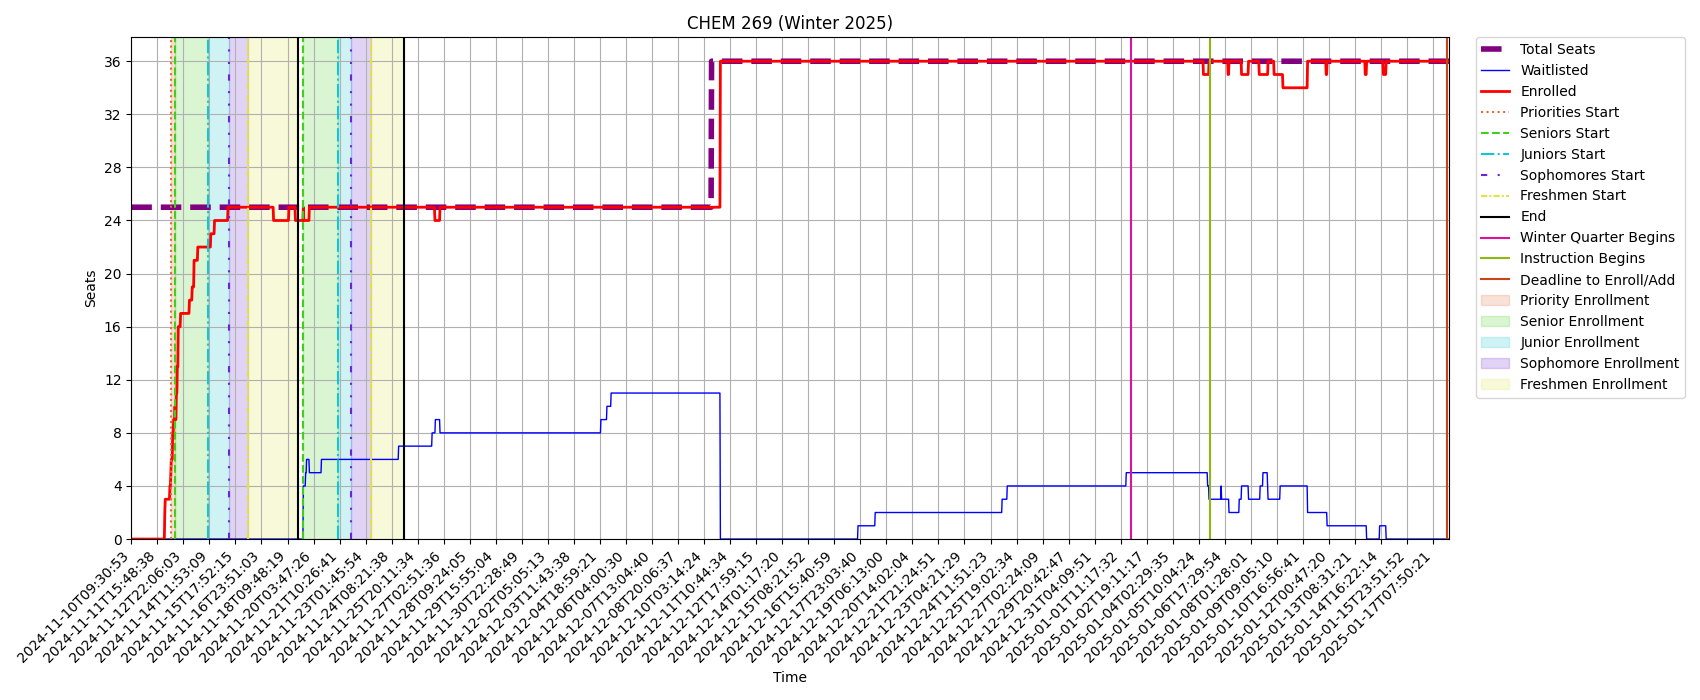 CHEM 269 (Winter 2025)
Seats
36
32
28
24
20
16
12
8
4
0
2024-11-10T09:30:53
2024-11-11T15:48:38
2024-11-12T22:06:03
2024-11-14T11:53:09
2024-11-15T17:52:15
2024-11-16T23:51:03
2024-11-18T09:48:19
2024-11-20T03:47:26
2024-11-21T10:26:41
2024-11-23T01:45:54
2024-11-24T08:21:38
2024-11-25T20:11:34
2024-11-27T02:51:36
2024-11-28T09:24:05
2024-11-29T15:55:04
2024-11-30T22:28:49
2024-12-02T05:05:13
2024-12-03T11:43:38
2024-12-04T18:59:21
2024-12-06T04:00:30
2024-12-07T13:04:40
2024-12-08T20:06:37
2024-12-10T03:14:24
2024-12-11T10:44:34
2024-12-12T17:59:15
2024-12-14T01:17:20
2024-12-15T08:21:52
2024-12-16T15:40:59
2024-12-17T23:03:40
2024-12-19T06:13:00
2024-12-20T14:02:04
2024-12-21T21:24:51
2024-12-23T04:21:29
2024-12-24T11:51:23
2024-12-25T19:02:34
2024-12-27T02:24:09
2024-12-29T20:42:47
2024-12-31T04:09:51
2025-01-01T11:17:32
2025-01-02T19:11:17
2025-01-04T02:29:35
2025-01-05T10:04:24
2025-01-06T17:29:54
2025-01-08T01:28:01
2025-01-09T09:05:10
2025-01-10T16:56:41
2025-01-12T00:47:20
2025-01-13T08:31:21
2025-01-14T16:22:14
2025-01-15T23:51:52
2025-01-17T07:50:21
Time
Total Seats
Waitlisted
Enrolled
Priorities Start
Seniors Start
Juniors Start
Sophomores Start
Freshmen Start
End
Winter Quarter Begins
Instruction Begins
Deadline to Enroll/Add
Priority Enrollment
Senior Enrollment
Junior Enrollment
Sophomore Enrollment
Freshmen Enrollment